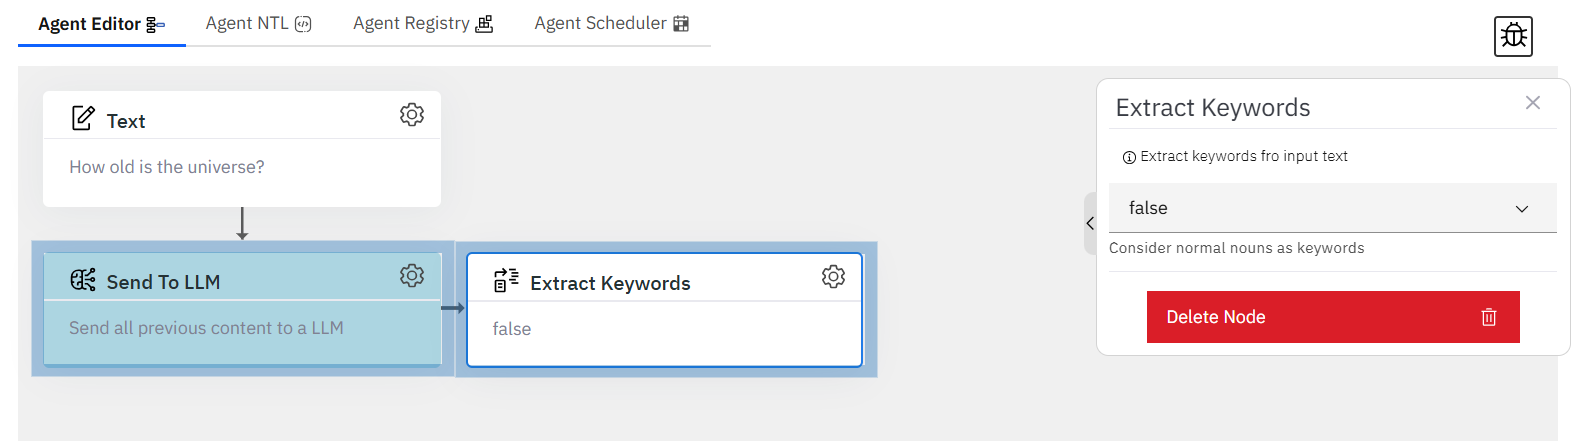 Agent Editor
Agent NTL
Agent Registry
Agent Scheduler
Text
How old is the universe?
Send To LLM
Send all previous content to a LLM
Extract Keywords
false
Extract Keywords
Extract keywords fro input text
false
Consider normal nouns as keywords
Delete Node